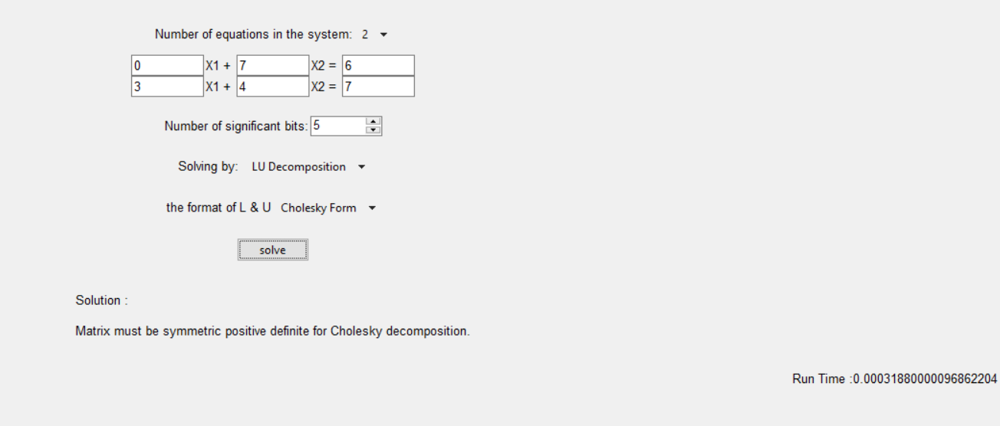 Number of equations in the system: 2
0 X1 + 7 X2 = 6
3 X1 + 4 X2 = 7
Number of significant bits: 5
Solving by: LU Decomposition
the format of L & U Cholesky Form
solve
Solution :
Matrix must be symmetric positive definite for Cholesky decomposition.
Run Time :0.00031880000096862204